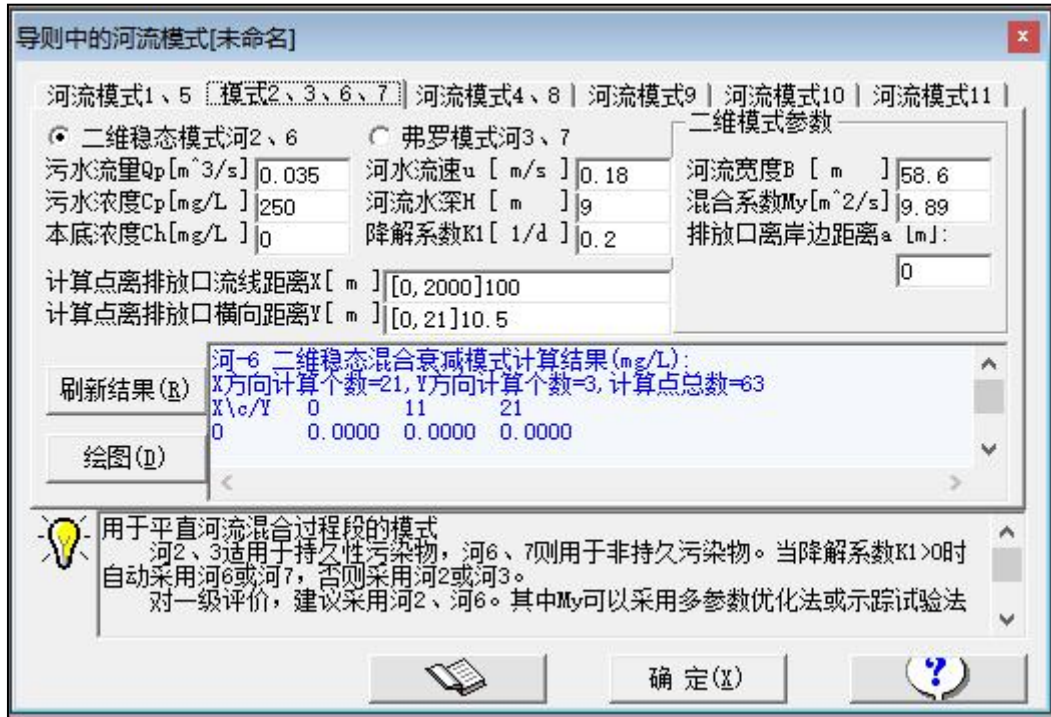 导则中的河流模式[未命名]
x
河流模式1、5 模式2、3、6、7 河流模式4、8 河流模式9 河流模式10 河流模式11
二维稳态模式河2、6 弗罗模式河3、7 二维模式参数
污水流量Qp[m^3/s] 0.035 河水流速u [ m/s ] 0.18 河流宽度B [ m ] 58.6
污水浓度Cp[mg/L ] 250 河流水深H [ m ] 9 混合系数My[m^2/s] 9.89
本底浓度Ch[mg/L ] 0 降解系数K1[ 1/d ] 0.2 排放口离岸边距离a [m]:
0
计算点离排放口流线距离X[ m ] [0,2000]100
计算点离排放口横向距离Y[ m ] [0,21]10.5
刷新结果(R)
绘图(D)
河-6 二维稳态混合衰减模式计算结果(mg/L):
X方向计算个数=21,Y方向计算个数=3,计算点总数=63
X\c/Y 0 11 21
0 0.0000 0.0000 0.0000
用于平直河流混合过程段的模式
河2、3适用于持久性污染物，河6、7则用于非持久污染物。当降解系数K1>0时
自动采用河6或河7，否则采用河2或河3。
对一级评价，建议采用河2、河6。其中My可以采用多参数优化法或示踪试验法
确 定(X)
?